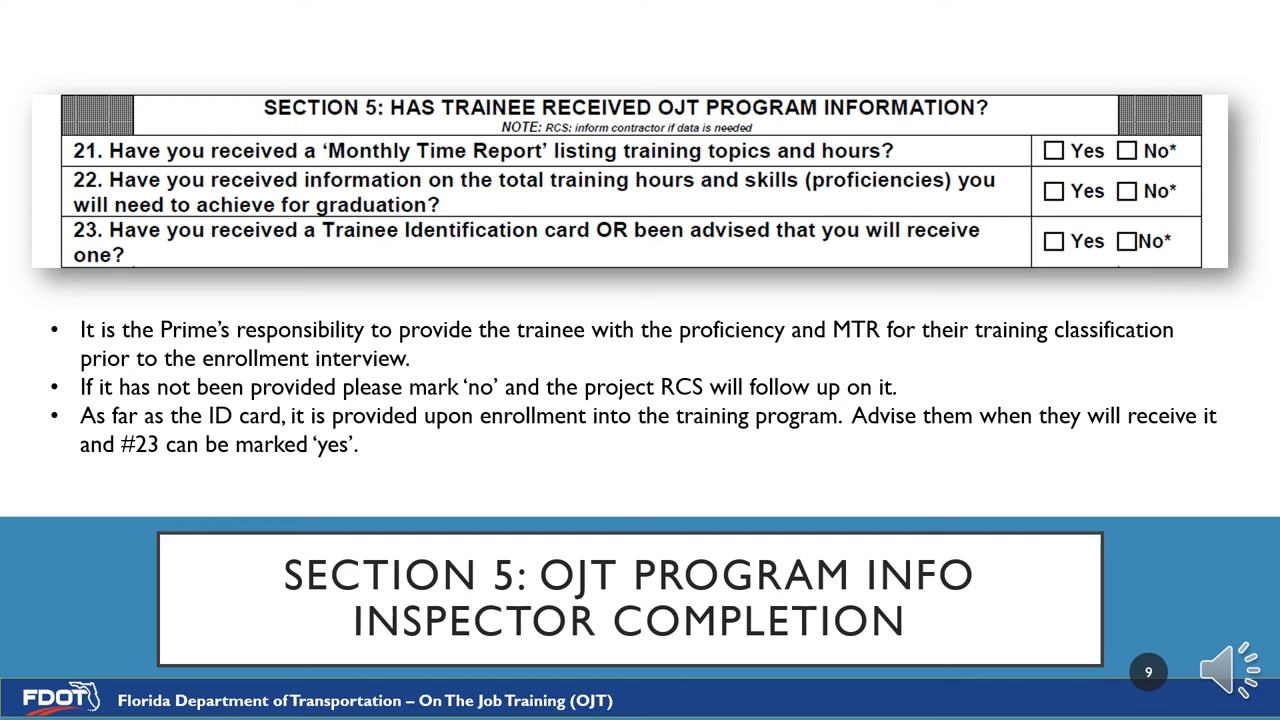 SECTION 5: HAS TRAINEE RECEIVED OJT PROGRAM INFORMATION?
NOTE: RCS: inform contractor if data is needed
21. Have you received a ‘Monthly Time Report’ listing training topics and hours? Yes No*
22. Have you received information on the total training hours and skills (proficiencies) you
will need to achieve for graduation? Yes No*
23. Have you received a Trainee Identification card OR been advised that you will receive
one? Yes No*
• It is the Prime’s responsibility to provide the trainee with the proficiency and MTR for their training classification
prior to the enrollment interview.
• If it has not been provided please mark ‘no’ and the project RCS will follow up on it.
• As far as the ID card, it is provided upon enrollment into the training program. Advise them when they will receive it
and #23 can be marked ‘yes’.
SECTION 5: OJT PROGRAM INFO
INSPECTOR COMPLETION
9
FDOT Florida Department of Transportation – On The Job Training (OJT)